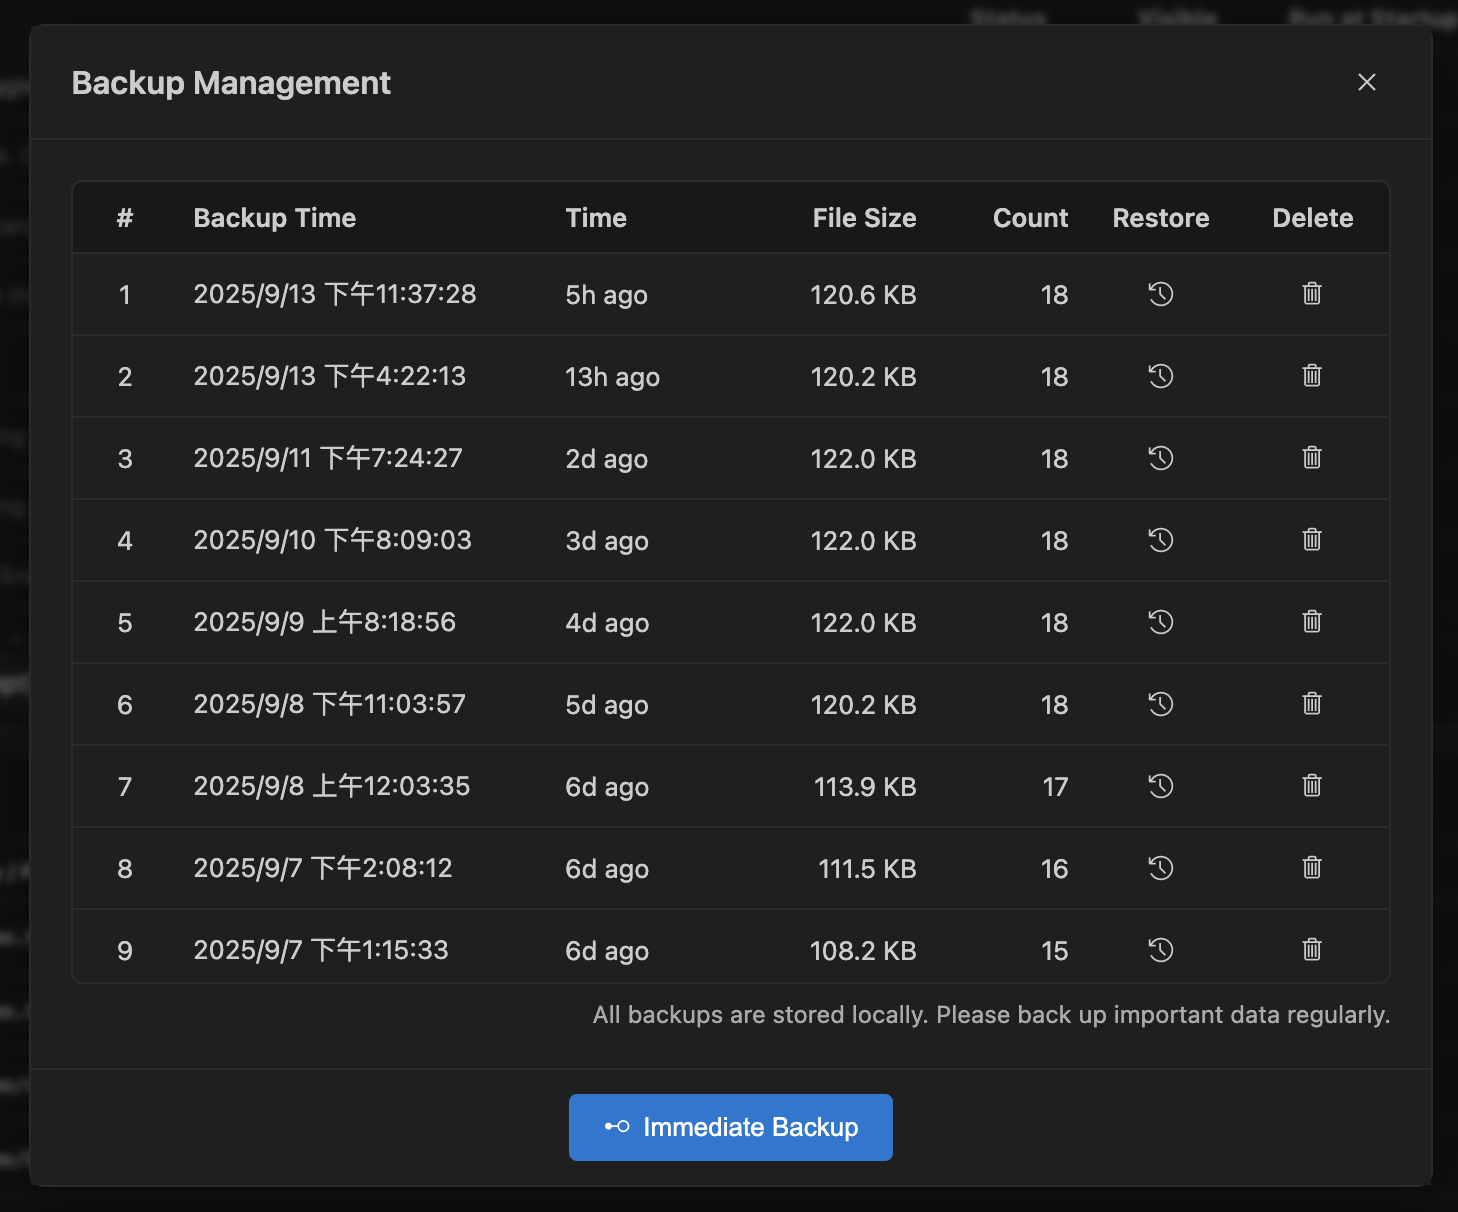 Status Visible Run at Startup
Backup Management
# Backup Time Time File Size Count Restore Delete
1 2025/9/13 下午11:37:28 5h ago 120.6 KB 18
2 2025/9/13 下午4:22:13 13h ago 120.2 KB 18
3 2025/9/11 下午7:24:27 2d ago 122.0 KB 18
4 2025/9/10 下午8:09:03 3d ago 122.0 KB 18
5 2025/9/9 上午8:18:56 4d ago 122.0 KB 18
6 2025/9/8 下午11:03:57 5d ago 120.2 KB 18
7 2025/9/8 上午12:03:35 6d ago 113.9 KB 17
8 2025/9/7 下午2:08:12 6d ago 111.5 KB 16
9 2025/9/7 下午1:15:33 6d ago 108.2 KB 15
All backups are stored locally. Please back up important data regularly.
Immediate Backup